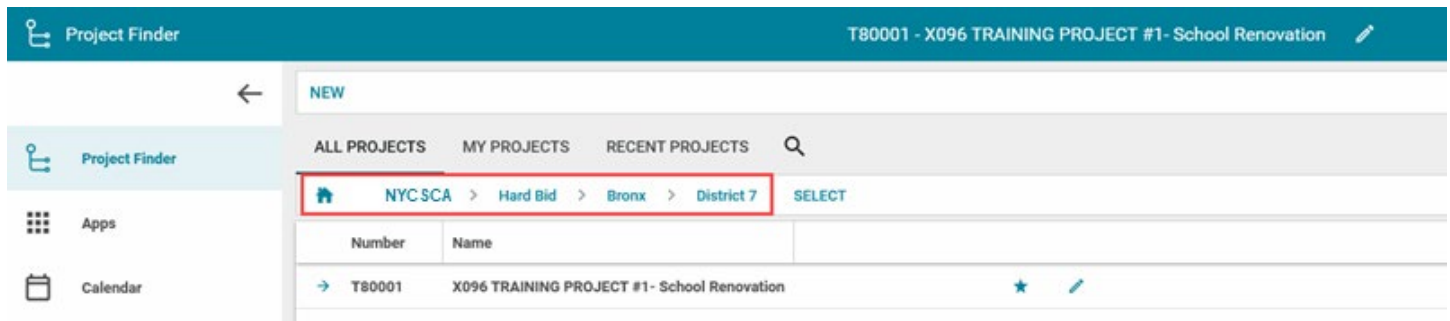 Project Finder T80001 - X096 TRAINING PROJECT #1- School Renovation
NEW
ALL PROJECTS MY PROJECTS RECENT PROJECTS
Project Finder
NYC SCA > Hard Bid > Bronx > District 7 SELECT
Apps
Number Name
Calendar
T80001 X096 TRAINING PROJECT #1- School Renovation